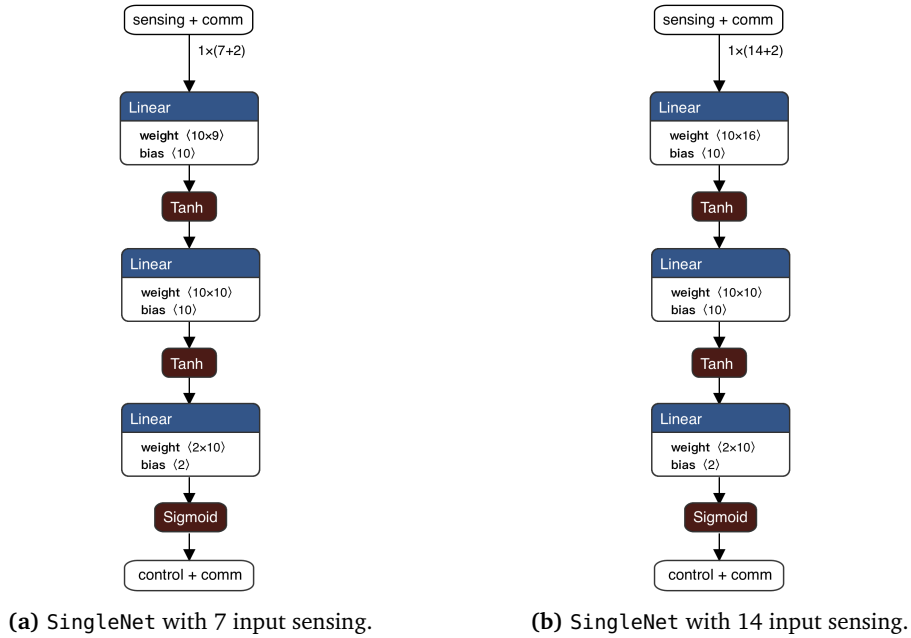 sensing + comm
1×(7+2)
Linear
weight ⟨10×9⟩
bias ⟨10⟩
Tanh
Linear
weight ⟨10×10⟩
bias ⟨10⟩
Tanh
Linear
weight ⟨2×10⟩
bias ⟨2⟩
Sigmoid
control + comm
(a) SingleNet with 7 input sensing.
sensing + comm
1×(14+2)
Linear
weight ⟨10×16⟩
bias ⟨10⟩
Tanh
Linear
weight ⟨10×10⟩
bias ⟨10⟩
Tanh
Linear
weight ⟨2×10⟩
bias ⟨2⟩
Sigmoid
control + comm
(b) SingleNet with 14 input sensing.